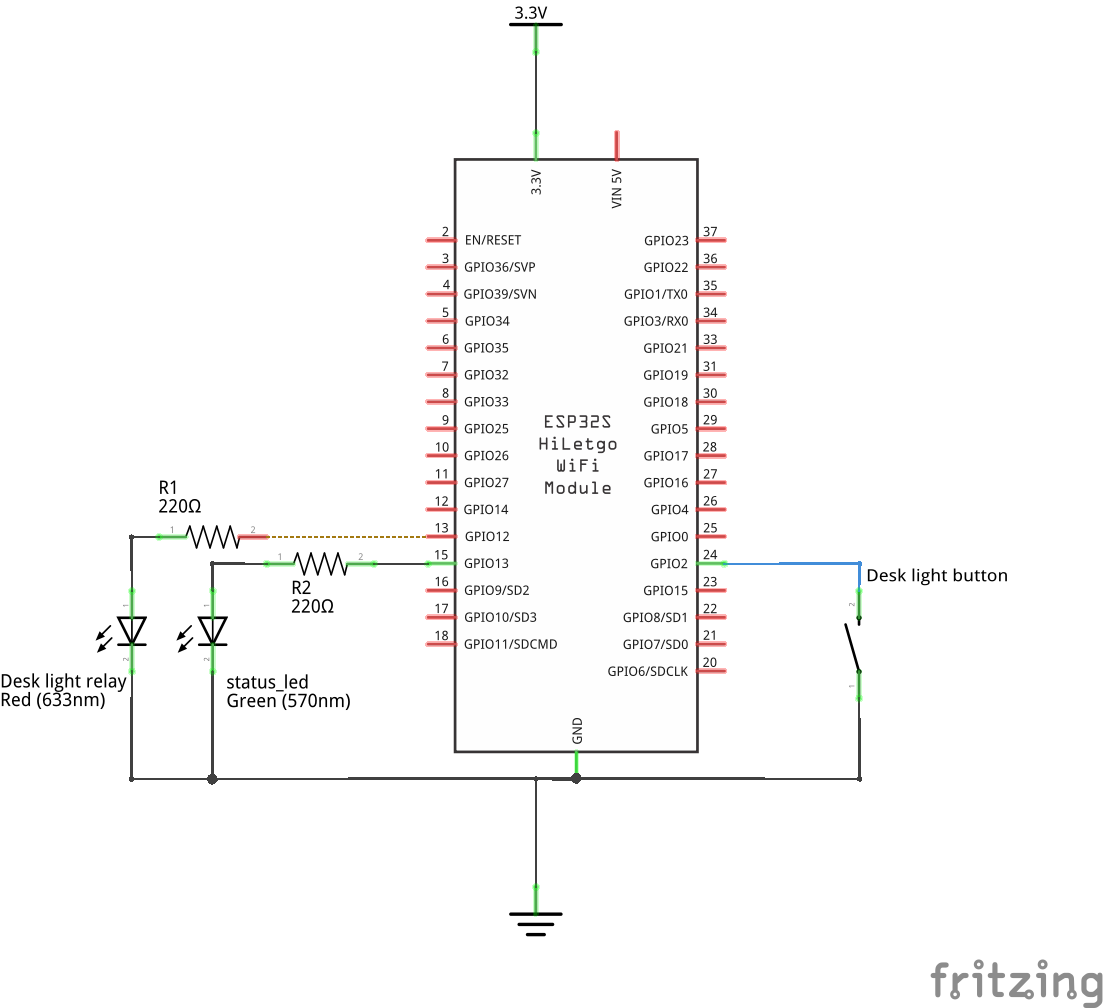 3.3V
3.3V
VIN 5V
2
EN/RESET
3
GPIO36/SVP
4
GPIO39/SVN
5
GPIO34
6
GPIO35
7
GPIO32
8
GPIO33
9
GPIO25
10
GPIO26
11
GPIO27
12
GPIO14
13
GPIO12
15
GPIO13
16
GPIO9/SD2
17
GPIO10/SD3
18
GPIO11/SDCMD
ESP32S
HiLetgo
WiFi
Module
GPIO23
37
GPIO22
36
GPIO1/TX0
35
GPIO3/RX0
34
GPIO21
33
GPIO19
31
GPIO18
30
GPIO5
29
GPIO17
28
GPIO16
27
GPIO4
26
GPIO0
25
GPIO2
24
GPIO15
23
GPIO8/SD1
22
GPIO7/SD0
21
GPIO6/SDCLK
20
GND
R1
220Ω
1
2
R2
220Ω
1
2
1
2
Desk light relay
Red (633nm)
1
2
status_led
Green (570nm)
Desk light button
2
1
fritzing